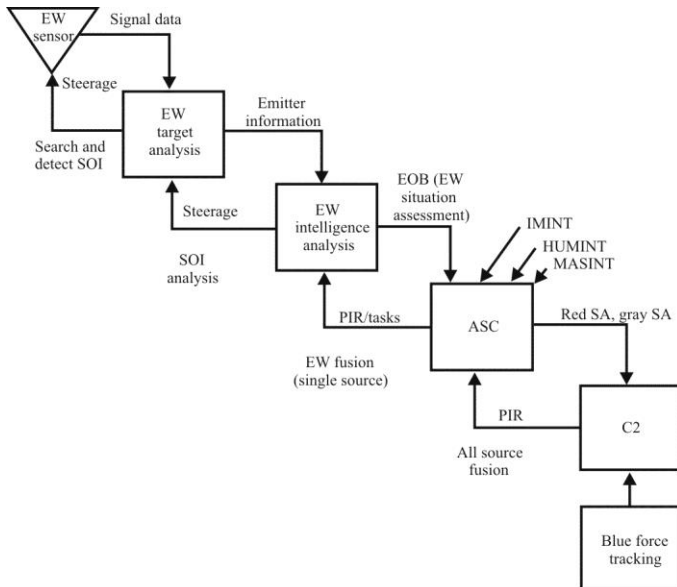 EW
sensor
Signal data
Steerage
EW
target
analysis
Search and
detect SOI
Emitter
information
Steerage
EW
intelligence
analysis
SOI
analysis
EOB (EW
situation
assessment)
IMINT
HUMINT
MASINT
PIR/tasks
ASC
Red SA, gray SA
EW fusion
(single source)
PIR
C2
All source
fusion
Blue force
tracking